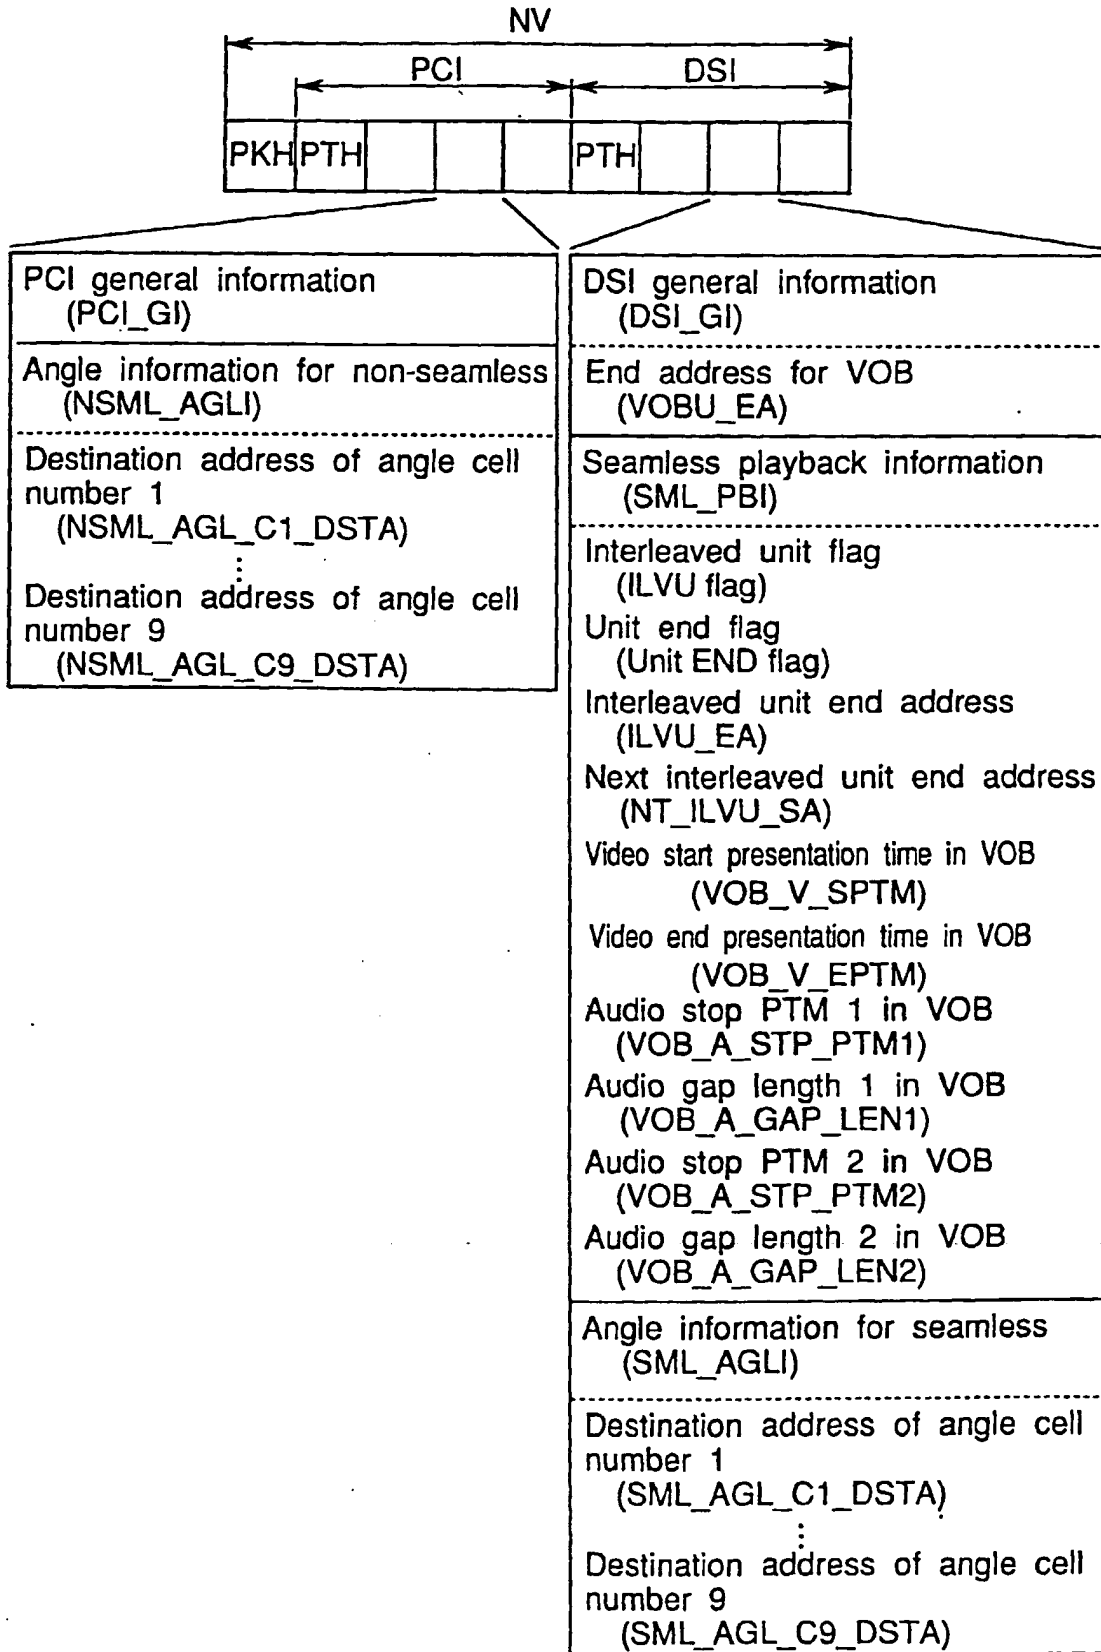 NV
PCI
DSI
PKH PTH PTH
PCI general information
(PCI_GI)
Angle information for non-seamless
(NSML_AGLI)
Destination address of angle cell
number 1
(NSML_AGL_C1_DSTA)
⋮
Destination address of angle cell
number 9
(NSML_AGL_C9_DSTA)
DSI general information
(DSI_GI)
End address for VOB
(VOBU_EA)
Seamless playback information
(SML_PBI)
Interleaved unit flag
(ILVU flag)
Unit end flag
(Unit END flag)
Interleaved unit end address
(ILVU_EA)
Next interleaved unit end address
(NT_ILVU_SA)
Video start presentation time in VOB
(VOB_V_SPTM)
Video end presentation time in VOB
(VOB_V_EPTM)
Audio stop PTM 1 in VOB
(VOB_A_STP_PTM1)
Audio gap length 1 in VOB
(VOB_A_GAP_LEN1)
Audio stop PTM 2 in VOB
(VOB_A_STP_PTM2)
Audio gap length 2 in VOB
(VOB_A_GAP_LEN2)
Angle information for seamless
(SML_AGLI)
Destination address of angle cell
number 1
(SML_AGL_C1_DSTA)
⋮
Destination address of angle cell
number 9
(SML_AGL_C9_DSTA)